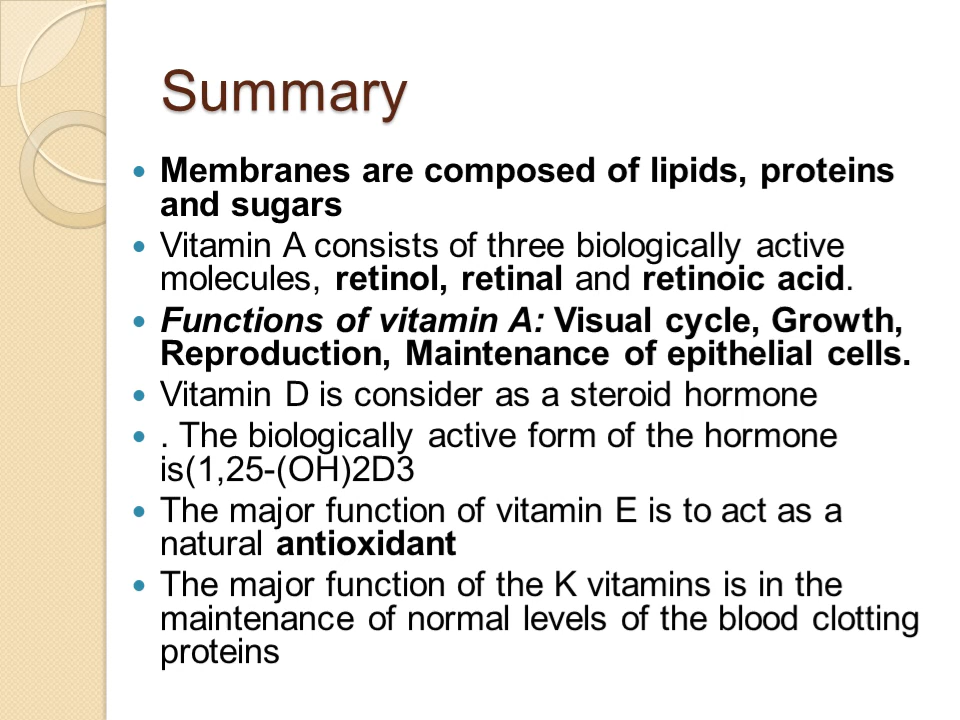 Summary
Membranes are composed of lipids, proteins
and sugars
Vitamin A consists of three biologically active
molecules, retinol, retinal and retinoic acid.
Functions of vitamin A: Visual cycle, Growth,
Reproduction, Maintenance of epithelial cells.
Vitamin D is consider as a steroid hormone
. The biologically active form of the hormone
is(1,25-(OH)2D3
The major function of vitamin E is to act as a
natural antioxidant
The major function of the K vitamins is in the
maintenance of normal levels of the blood clotting
proteins